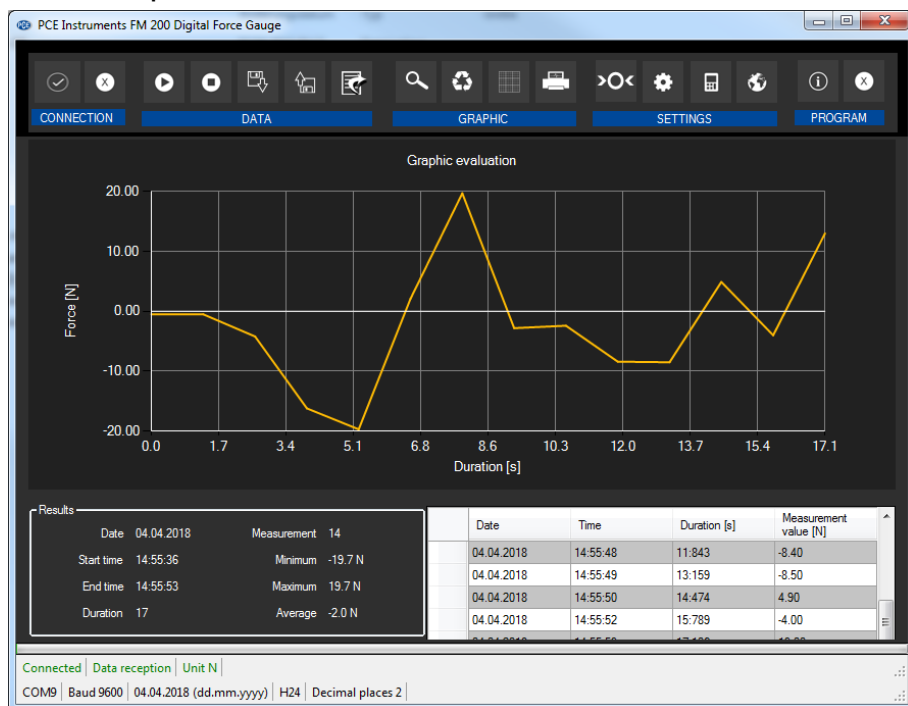 PCE Instruments FM 200 Digital Force Gauge
CONNECTION DATA GRAPHIC SETTINGS PROGRAM
Graphic evaluation
20.00
10.00
0.00
-10.00
-20.00
Force [N]
0.0 1.7 3.4 5.1 6.8 8.6 10.3 12.0 13.7 15.4 17.1
Duration [s]
Results
Date 04.04.2018 Measurement 14
Start time 14:55:36 Minimum -19.7 N
End time 14:55:53 Maximum 19.7 N
Duration 17 Average -2.0 N
Date Time Duration [s] Measurement value [N]
04.04.2018 14:55:48 11:843 -8.40
04.04.2018 14:55:49 13:159 -8.50
04.04.2018 14:55:50 14:474 4.90
04.04.2018 14:55:52 15:789 -4.00
Connected Data reception Unit N
COM9 Baud 9600 04.04.2018 (dd.mm.yyyy) H24 Decimal places 2